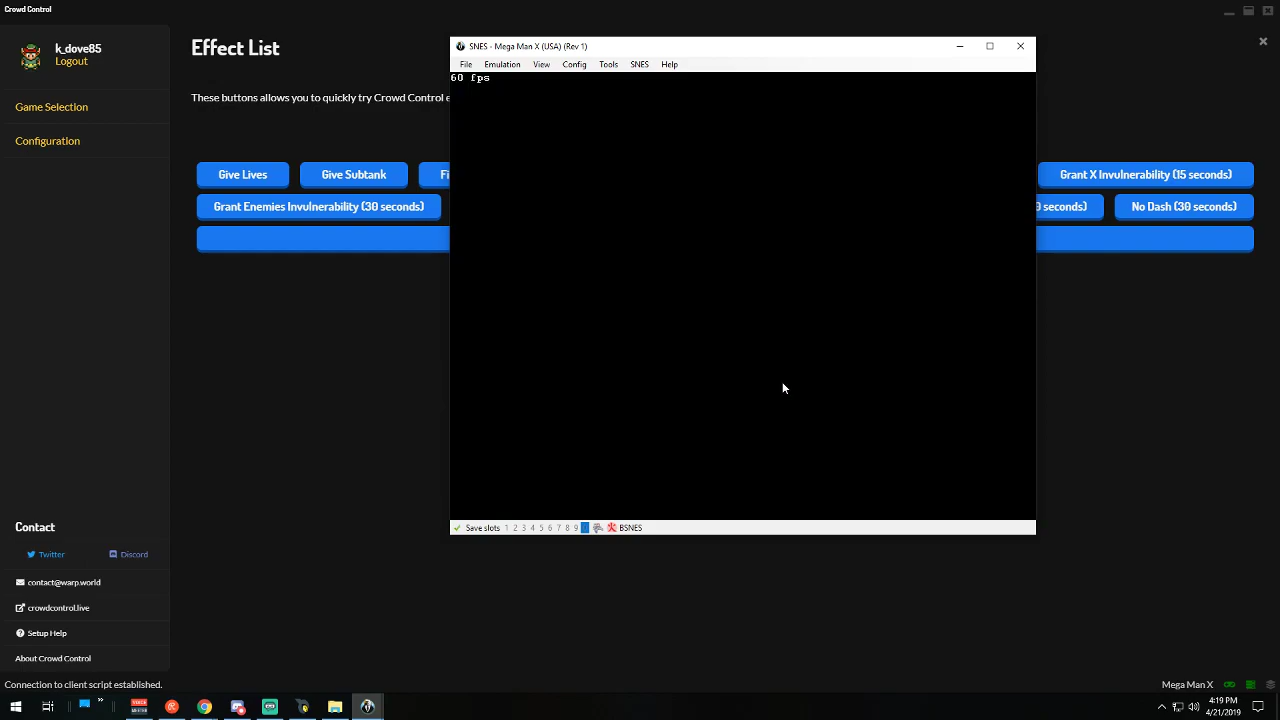 Crowd Control
k_dove85
Logout
Game Selection
Configuration
Effect List
These buttons allows you to quickly try Crowd Control e
Give Lives
Give Subtank
Fi
Grant X Invulnerability (15 seconds)
Grant Enemies Invulnerability (30 seconds)
seconds)
No Dash (30 seconds)
SNES - Mega Man X (USA) (Rev 1)
File Emulation View Config Tools SNES Help
60 fps
Save slots 1 2 3 4 5 6 7 8 9 BSNES
Contact
Twitter
Discord
contact@warp.world
crowdcontrol.live
Setup Help
About Crowd Control
Connection to client script established.
Mega Man X
4:19 PM
4/21/2019